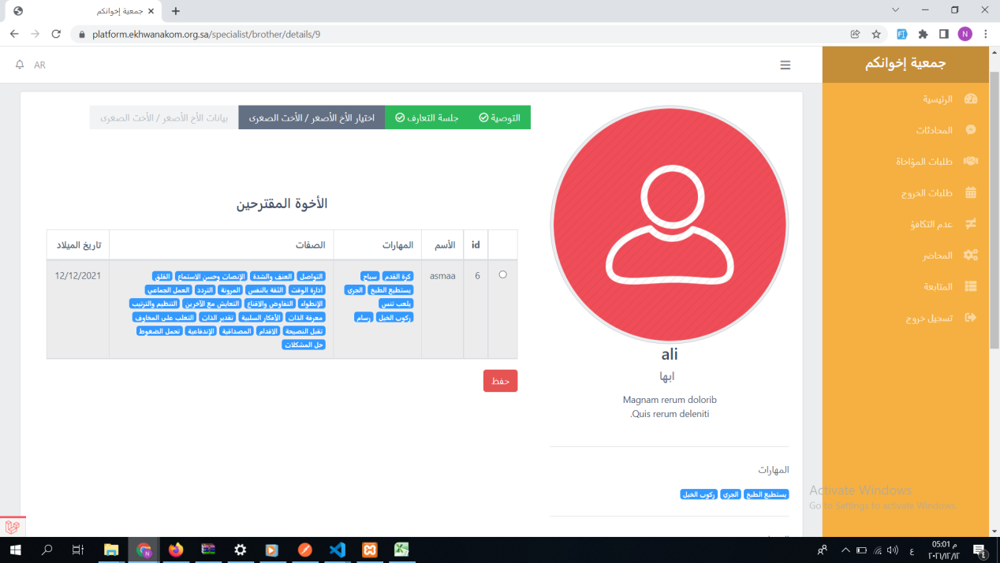 جمعية إخوانكم
platform.ekhwanakom.org.sa/specialist/brother/details/9
N
AR
جمعية إخوانكم
الرئيسية
المحادثات
طلبات المؤاخاة
طلبات الخروج
عدم التكافؤ
المحاضر
المتابعة
تسجيل خروج
التوصية
جلسة التعارف
اختيار الأخ الأصغر / الأخت الصغرى
بيانات الأخ الأصغر / الأخت الصغرى
الأخوة المقترحين
id الأسم المهارات الصفات تاريخ الميلاد
6 asmaa
كرة القدم سباح
يستطيع الطبخ الجري
يلعب تنس
ركوب الخيل رسام
التواصل العنف والشدة الإنصات وحسن الاستماع القلق
ادارة الوقت الثقة بالنفس المرونة التردد العمل الجماعي
الإنطواء التفاوض والإقناع التعايش مع الآخرين التنظيم والترتيب
معرفة الذات الأفكار السلبية تقدير الذات التغلب على المخاوف
تقبل النصيحة الاقدام المصداقية الإندفاعية تحمل الضغوط
حل المشكلات
12/12/2021
حفظ
ali
ابها
Magnam rerum dolorib
.Quis rerum deleniti
المهارات
يستطيع الطبخ الجري ركوب الخيل
Activate Windows
Go to Settings to activate Windows.
ع
05:01 م
٢٠٢١/١٢/١٢
٤